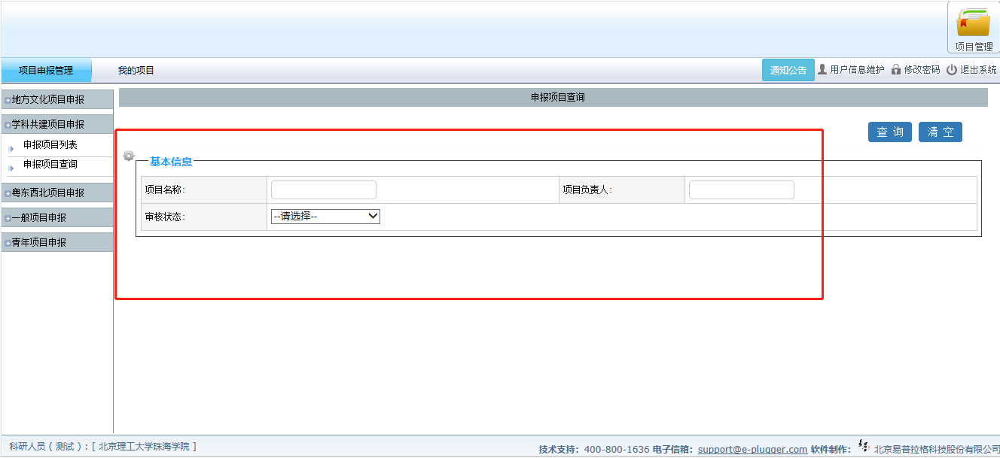 项目管理
项目申报管理 我的项目 通知公告 用户信息维护 修改密码 退出系统
地方文化项目申报
学科共建项目申报
申报项目列表
申报项目查询
粤东西北项目申报
一般项目申报
青年项目申报
申报项目查询
查 询 清 空
基本信息
项目名称: 项目负责人:
审核状态: --请选择--
科研人员 ( 测试 ) : [ 北京理工大学珠海学院 ]
技术支持: 400-800-1636 电子信箱: support@e-plugger.com 软件制作: 北京易普拉格科技股份有限公司